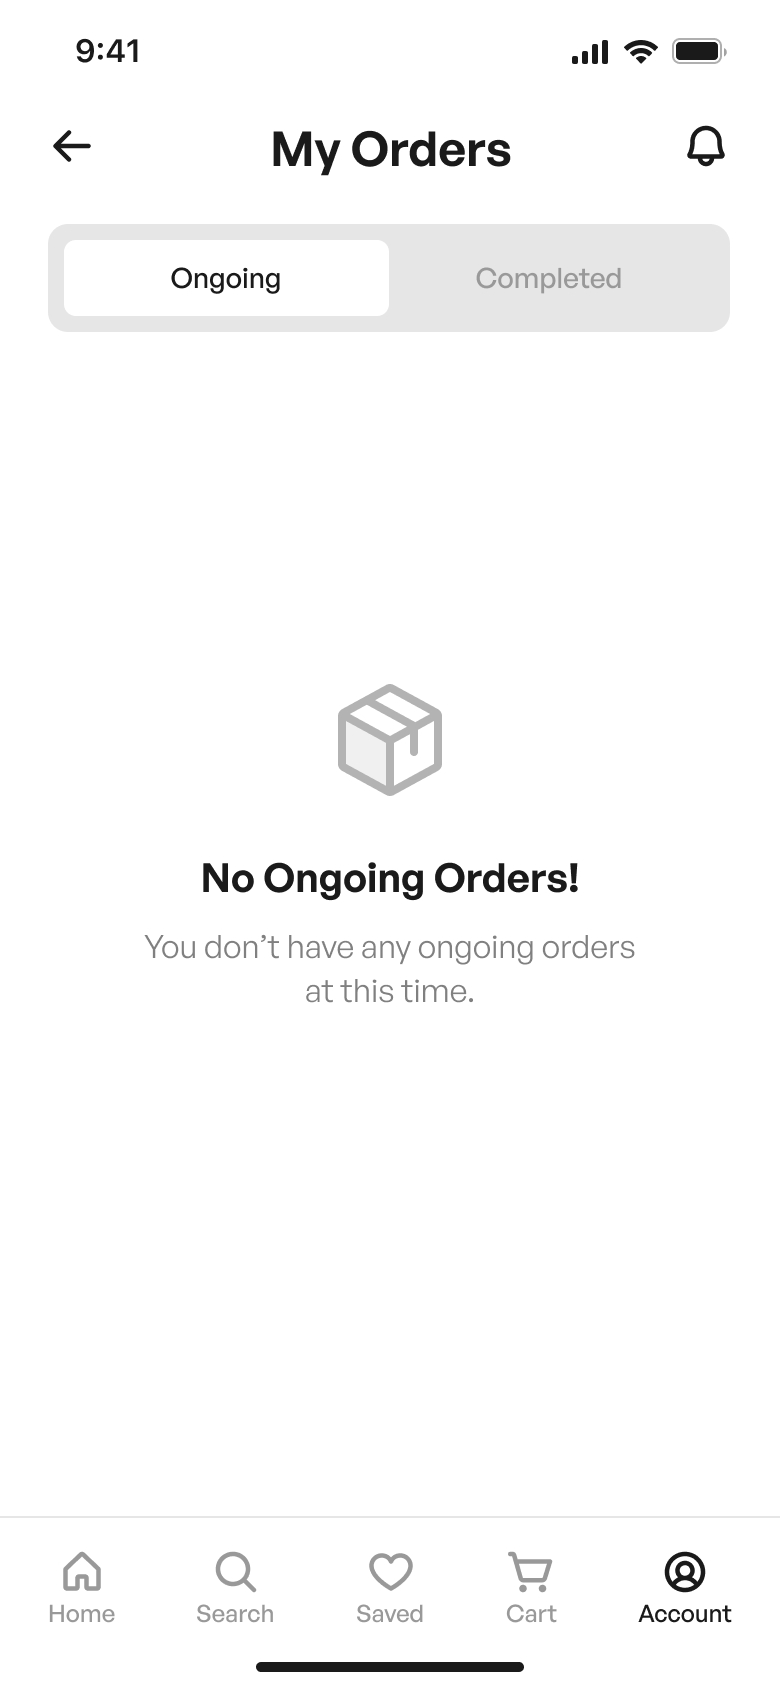 9:41
My Orders
Ongoing
Completed
No Ongoing Orders!
You don’t have any ongoing orders
at this time.
Home
Search
Saved
Cart
Account